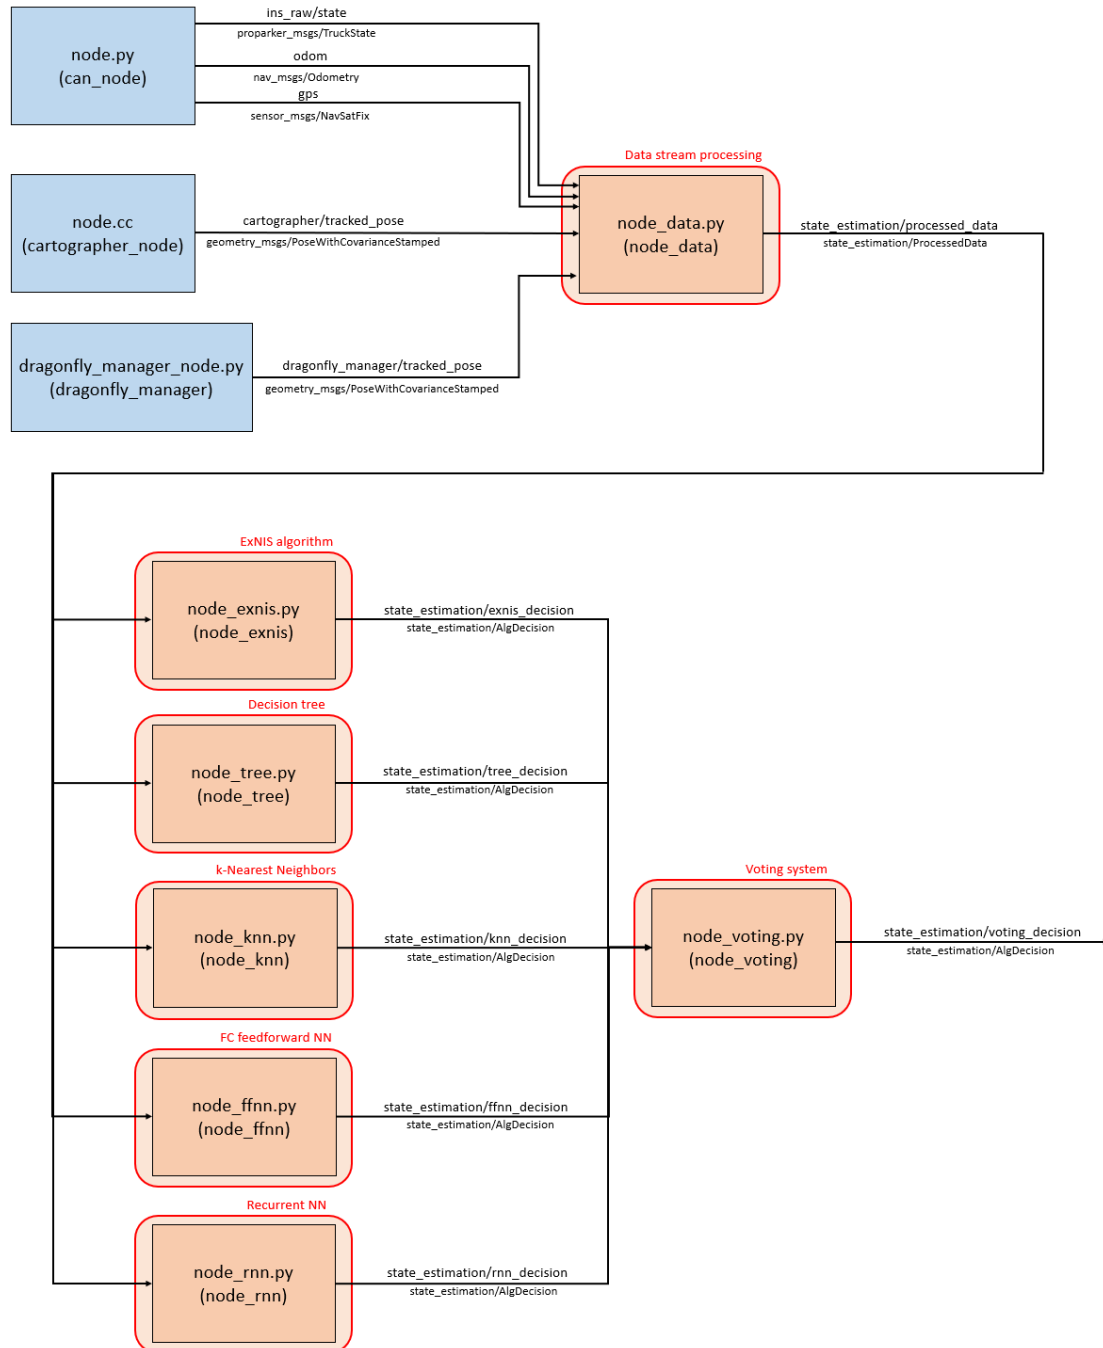 node.py
(can_node)
ins_raw/state
proparker_msgs/TruckState
odom
nav_msgs/Odometry
gps
sensor_msgs/NavSatFix
node.cc
(cartographer_node)
cartographer/tracked_pose
geometry_msgs/PoseWithCovarianceStamped
dragonfly_manager_node.py
(dragonfly_manager)
dragonfly_manager/tracked_pose
geometry_msgs/PoseWithCovarianceStamped
Data stream processing
node_data.py
(node_data)
state_estimation/processed_data
state_estimation/ProcessedData
ExNIS algorithm
node_exnis.py
(node_exnis)
state_estimation/exnis_decision
state_estimation/AlgDecision
Decision tree
node_tree.py
(node_tree)
state_estimation/tree_decision
state_estimation/AlgDecision
k-Nearest Neighbors
node_knn.py
(node_knn)
state_estimation/knn_decision
state_estimation/AlgDecision
FC feedforward NN
node_ffnn.py
(node_ffnn)
state_estimation/ffnn_decision
state_estimation/AlgDecision
Recurrent NN
node_rnn.py
(node_rnn)
state_estimation/rnn_decision
state_estimation/AlgDecision
Voting system
node_voting.py
(node_voting)
state_estimation/voting_decision
state_estimation/AlgDecision